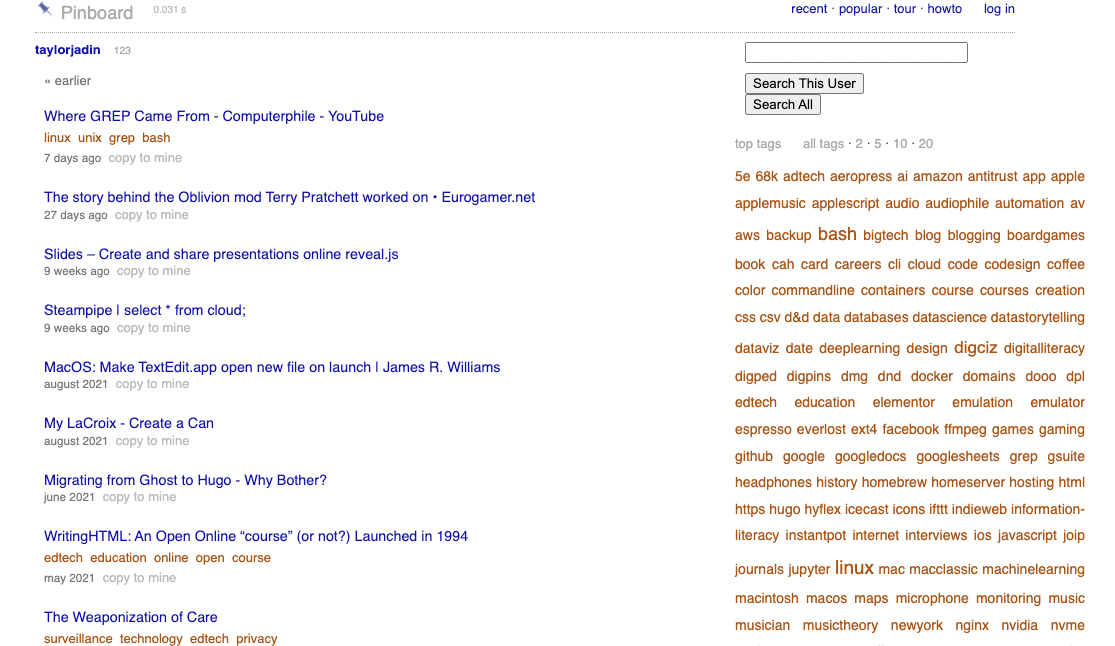 Pinboard 0.031 s
recent · popular · tour · howto log in
taylorjadin 123
« earlier
Where GREP Came From - Computerphile - YouTube
linux unix grep bash
7 days ago copy to mine
The story behind the Oblivion mod Terry Pratchett worked on • Eurogamer.net
27 days ago copy to mine
Slides – Create and share presentations online reveal.js
9 weeks ago copy to mine
Steampipe | select * from cloud;
9 weeks ago copy to mine
MacOS: Make TextEdit.app open new file on launch | James R. Williams
august 2021 copy to mine
My LaCroix - Create a Can
august 2021 copy to mine
Migrating from Ghost to Hugo - Why Bother?
june 2021 copy to mine
WritingHTML: An Open Online “course” (or not?) Launched in 1994
edtech education online open course
may 2021 copy to mine
The Weaponization of Care
surveillance technology edtech privacy
Search This User
Search All
top tags all tags · 2 · 5 · 10 · 20
5e 68k adtech aeropress ai amazon antitrust app apple
applemusic applescript audio audiophile automation av
aws backup bash bigtech blog blogging boardgames
book cah card careers cli cloud code codesign coffee
color commandline containers course courses creation
css csv d&d data databases datascience datastorytelling
dataviz date deeplearning design digciz digitalliteracy
digped digpins dmg dnd docker domains dooo dpl
edtech education elementor emulation emulator
espresso everlost ext4 facebook ffmpeg games gaming
github google googledocs googlesheets grep gsuite
headphones history homebrew homeserver hosting html
https hugo hyflex icecast icons ifttt indieweb information-
literacy instantpot internet interviews ios javascript joip
journals jupyter linux mac macclassic machinelearning
macintosh macos maps microphone monitoring music
musician musictheory newyork nginx nvidia nvme